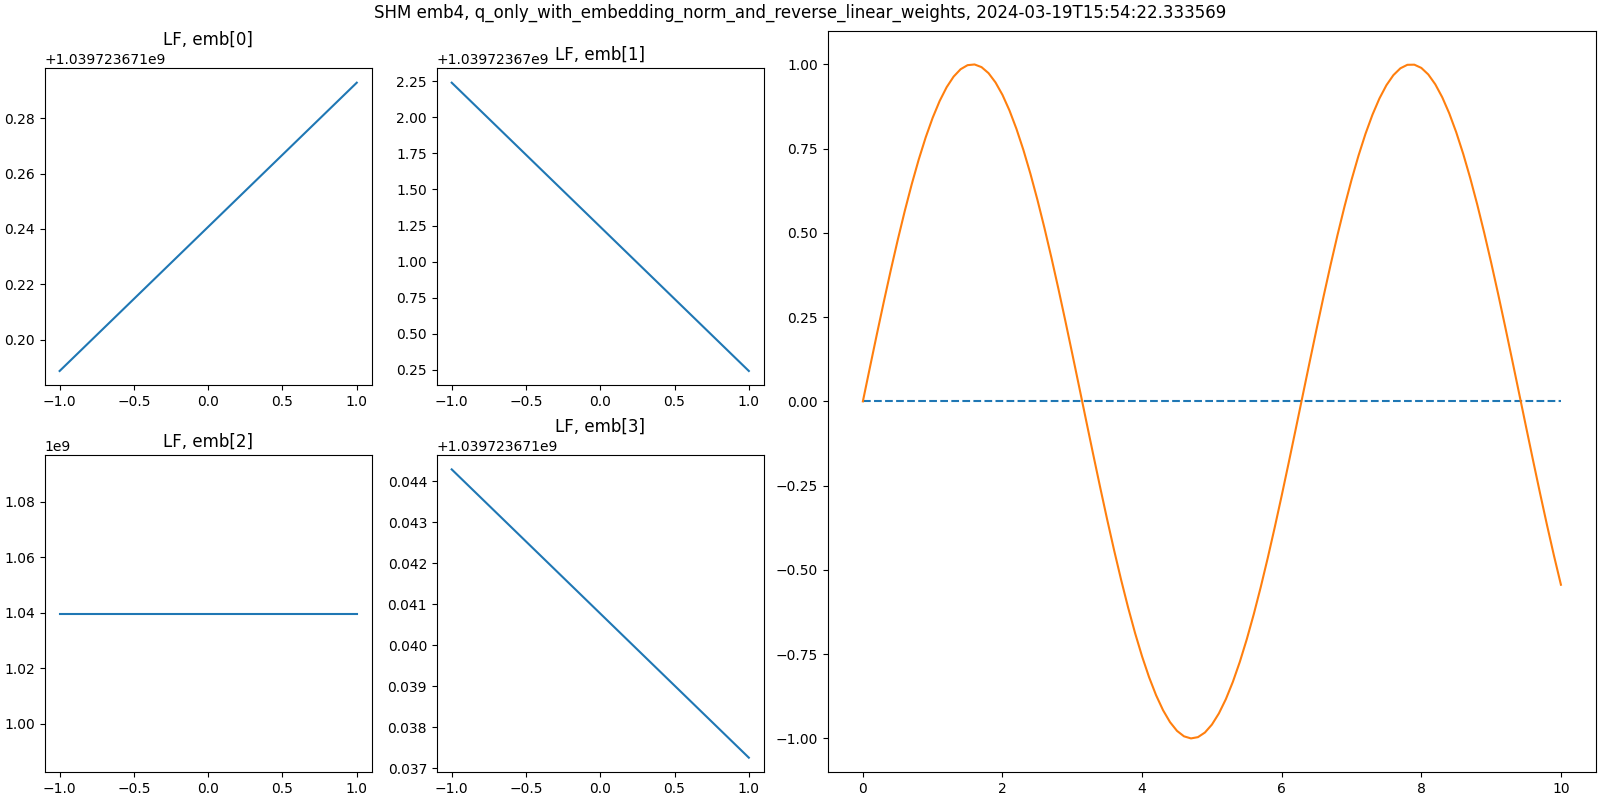 SHM emb4, q_only_with_embedding_norm_and_reverse_linear_weights, 2024-03-19T15:54:22.333569
LF, emb[0]
+1.039723671e9
0.28
0.26
0.24
0.22
0.20
−1.0 −0.5 0.0 0.5 1.0
LF, emb[1]
+1.03972367e9
2.25
2.00
1.75
1.50
1.25
1.00
0.75
0.50
0.25
−1.0 −0.5 0.0 0.5 1.0
LF, emb[2]
1e9
1.08
1.06
1.04
1.02
1.00
−1.0 −0.5 0.0 0.5 1.0
LF, emb[3]
+1.039723671e9
0.044
0.043
0.042
0.041
0.040
0.039
0.038
0.037
−1.0 −0.5 0.0 0.5 1.0
1.00
0.75
0.50
0.25
0.00
−0.25
−0.50
−0.75
−1.00
0 2 4 6 8 10